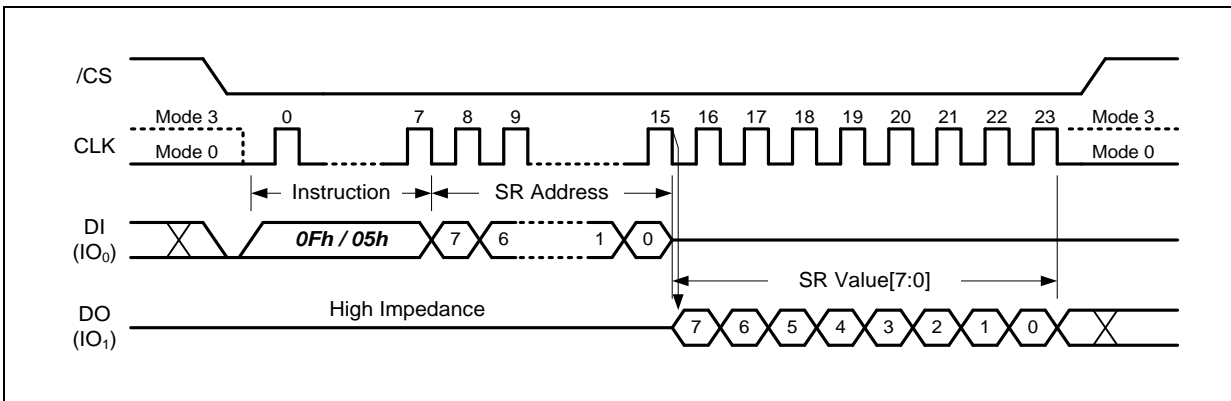 /CS
Mode 3 0 7 8 9 15 16 17 18 19 20 21 22 23 Mode 3
CLK
Mode 0 Mode 0
Instruction SR Address
DI
(IO₀)
0Fh / 05h 7 6 1 0
SR Value[7:0]
High Impedance
DO
(IO₁)
7 6 5 4 3 2 1 0